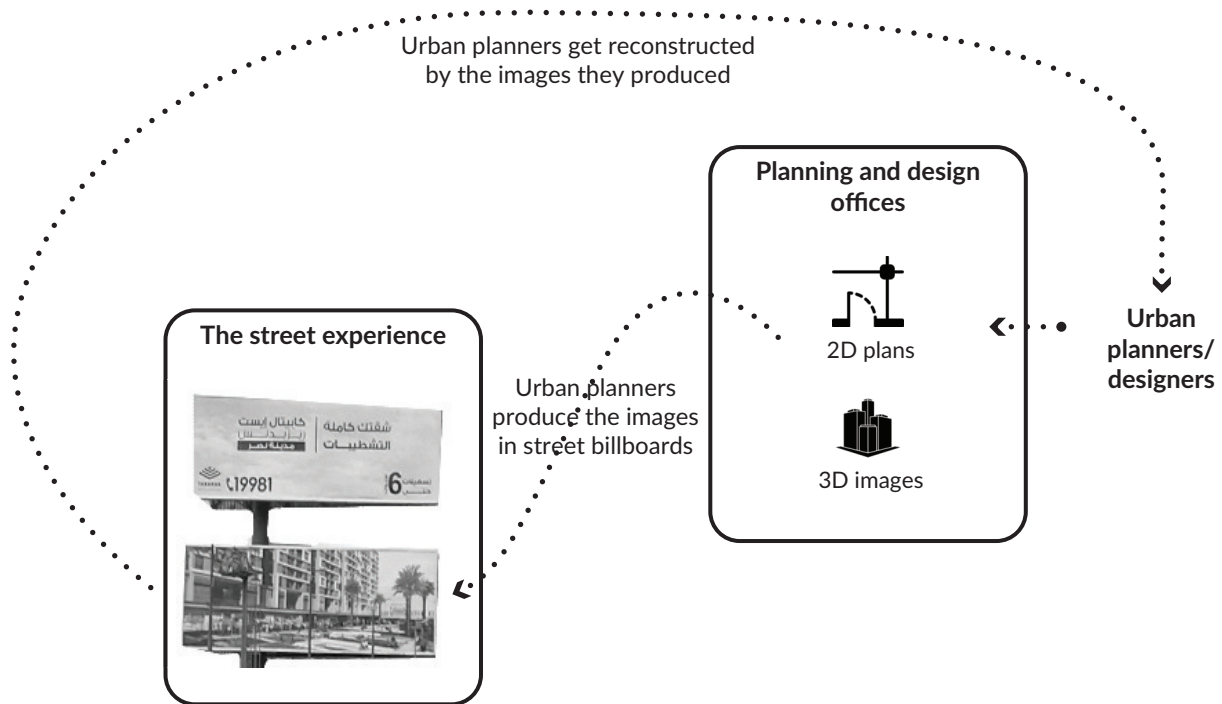 Urban planners get reconstructed
by the images they produced
Planning and design
offices
2D plans
3D images
Urban
planners/
designers
Urban planners
produce the images
in street billboards
The street experience
شقتك كاملة
التشطيبات
كابيتال إيست
ريزيدنس
مدينة نصر
19981
6